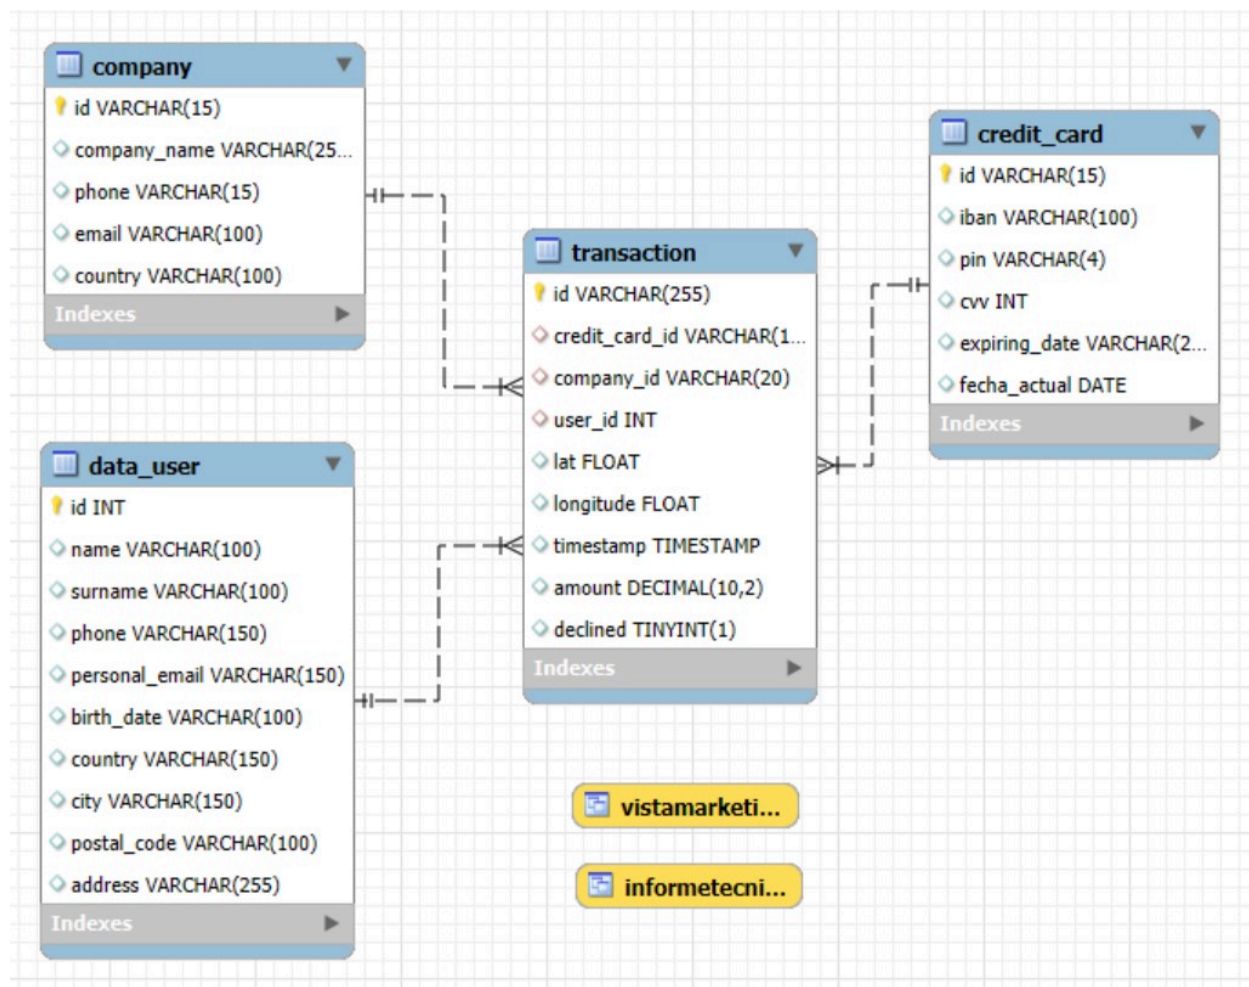 company
id VARCHAR(15)
company_name VARCHAR(25...
phone VARCHAR(15)
email VARCHAR(100)
country VARCHAR(100)
Indexes
credit_card
id VARCHAR(15)
iban VARCHAR(100)
pin VARCHAR(4)
cvv INT
expiring_date VARCHAR(2...
fecha_actual DATE
Indexes
transaction
id VARCHAR(255)
credit_card_id VARCHAR(1...
company_id VARCHAR(20)
user_id INT
lat FLOAT
longitude FLOAT
timestamp TIMESTAMP
amount DECIMAL(10,2)
declined TINYINT(1)
Indexes
data_user
id INT
name VARCHAR(100)
surname VARCHAR(100)
phone VARCHAR(150)
personal_email VARCHAR(150)
birth_date VARCHAR(100)
country VARCHAR(150)
city VARCHAR(150)
postal_code VARCHAR(100)
address VARCHAR(255)
Indexes
vistamarketi...
informetecni...